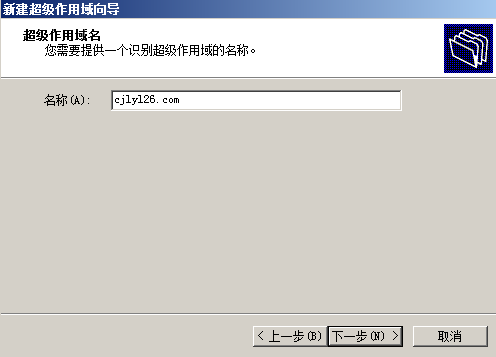 新建超级作用域向导
超级作用域名
您需要提供一个识别超级作用域的名称。
名称(A):
cjlyl26.com
< 上一步(B)
下一步(N) >
取消